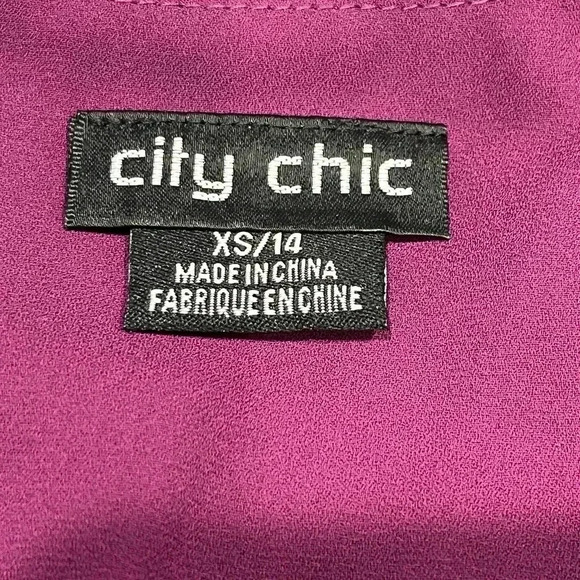 city chic
XS/14
MADE IN CHINA
FABRIQUE EN CHINE